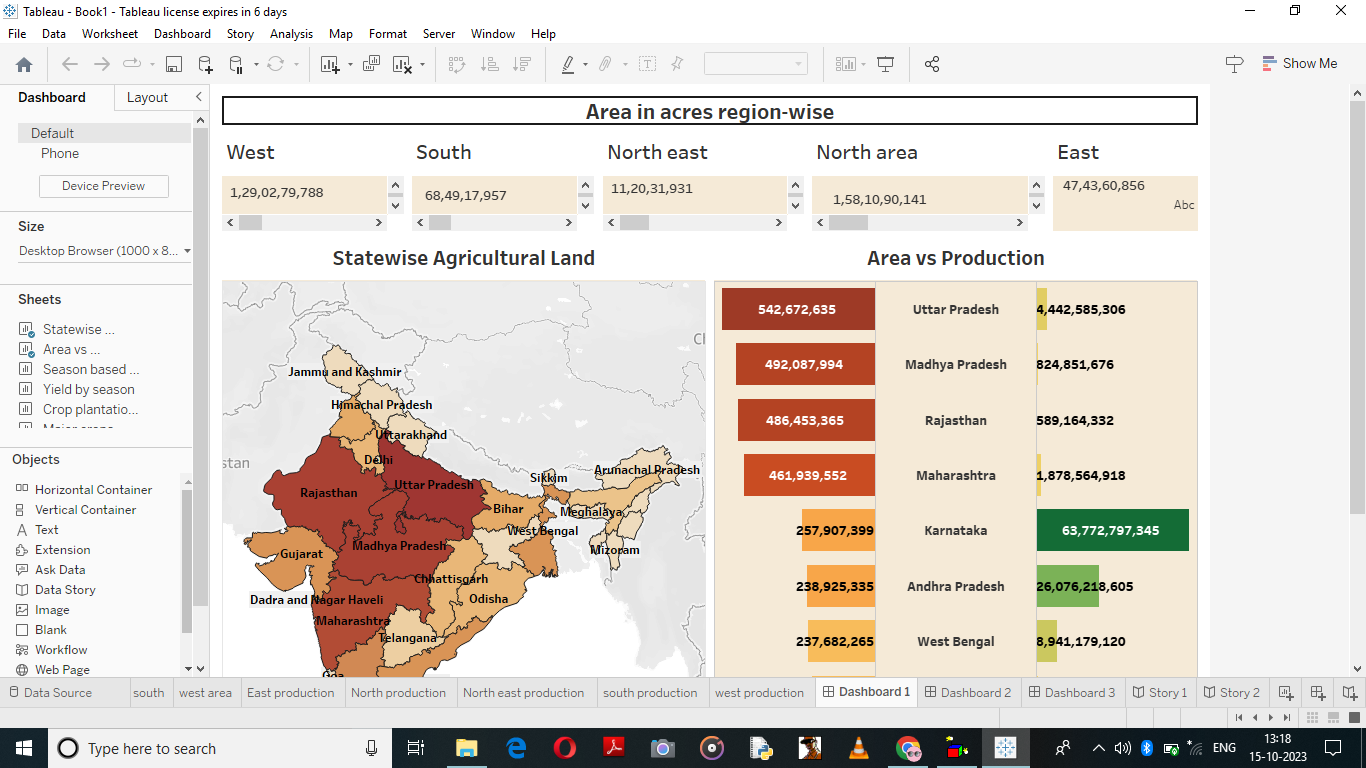 Tableau - Book1 - Tableau license expires in 6 days
File Data Worksheet Dashboard Story Analysis Map Format Server Window Help
Show Me
Dashboard Layout
Default
Phone
Device Preview
Size
Desktop Browser (1000 x 8...
Sheets
Statewise ...
Area vs ...
Season based ...
Yield by season
Crop plantatio...
Objects
Horizontal Container
Vertical Container
Text
Extension
Ask Data
Data Story
Image
Blank
Workflow
Web Page
Area in acres region-wise
West South North east North area East
1,29,02,79,788 68,49,17,957 11,20,31,931 1,58,10,90,141 47,43,60,856
Abc
Statewise Agricultural Land
stan
Jammu and Kashmir
Himachal Pradesh
Uttarakhand
Delhi
Arunachal Pradesh
Sikkim
Uttar Pradesh
Rajasthan
Bihar
Meghalaya
West Bengal
Madhya Pradesh
Mizoram
Gujarat
Chhattisgarh
Dadra and Nagar Haveli
Odisha
Maharashtra
Telangana
Goa
Area vs Production
542,672,635 Uttar Pradesh 4,442,585,306
492,087,994 Madhya Pradesh 824,851,676
486,453,365 Rajasthan 589,164,332
461,939,552 Maharashtra 1,878,564,918
257,907,399 Karnataka 63,772,797,345
238,925,335 Andhra Pradesh 26,076,218,605
237,682,265 West Bengal 8,941,179,120
Data Source south west area East production North production North east production south production west production Dashboard 1 Dashboard 2 Dashboard 3 Story 1 Story 2
Type here to search
ENG
13:18
15-10-2023